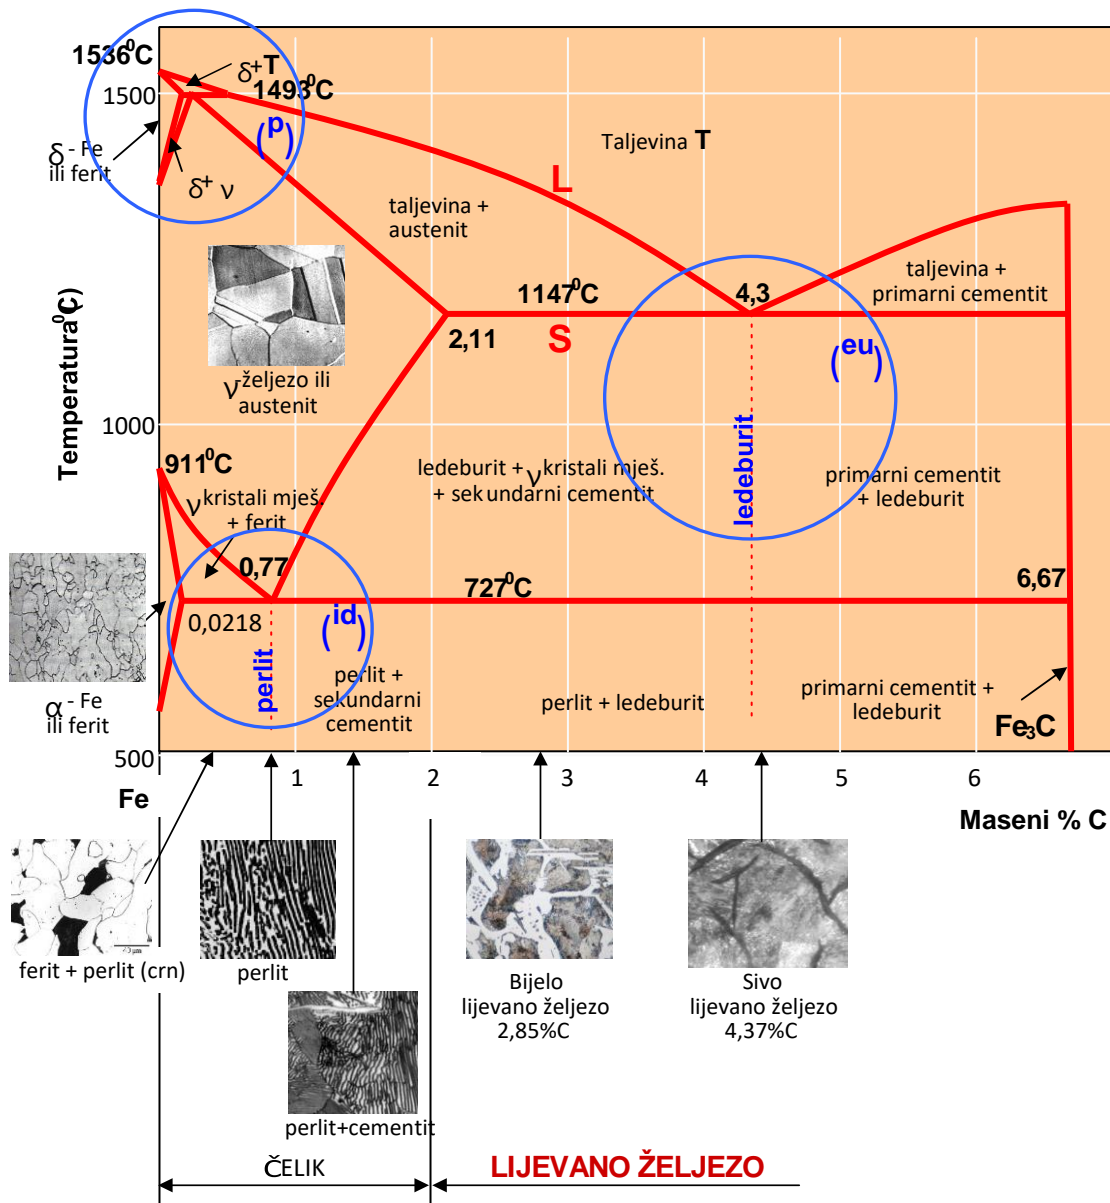 1536⁰C
δ+T
1493⁰C
1500
(p)
Taljevina T
δ- Fe
ili ferit
δ+ γ
L
taljevina +
austenit
taljevina +
primarni cementit
1147⁰C
4,3
S
2,11
(eu)
Temperatura⁰C
ν-željezo ili
austenit
1000
911⁰C
ν kristali mješ.
+ ferit
ledeburit + ν kristali mješ.
+ sekundarni cementit
ledeburit
primarni cementit
+ ledeburit
0,77
727⁰C
6,67
0,0218
(id)
perlit
α- Fe
ili ferit
perlit +
sekundarni
cementit
perlit + ledeburit
primarni cementit +
ledeburit
Fe₃C
500
1
2
3
4
5
6
Fe
Maseni % C
ferit + perlit (crn)
perlit
Bijelo
lijevano željezo
2,85%C
Sivo
lijevano željezo
4,37%C
perlit+cementit
ČELIK
LIJEVANO ŽELJEZO